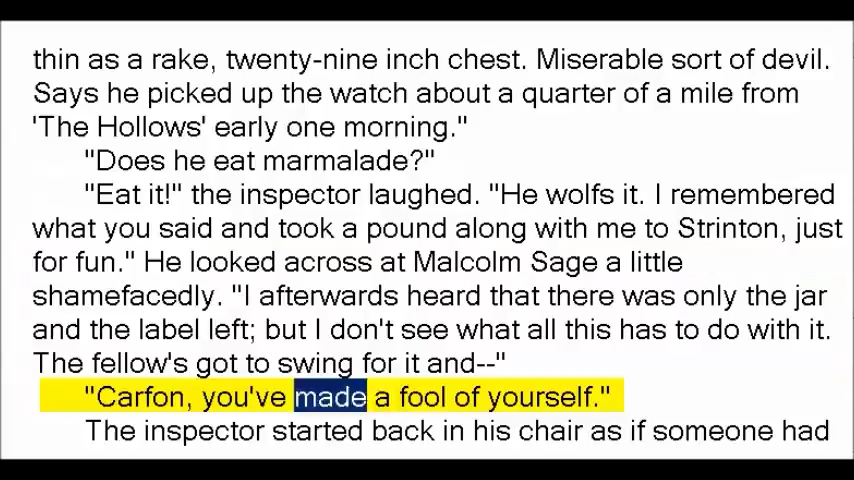 thin as a rake, twenty-nine inch chest. Miserable sort of devil.
Says he picked up the watch about a quarter of a mile from
'The Hollows' early one morning."
"Does he eat marmalade?"
"Eat it!" the inspector laughed. "He wolfs it. I remembered
what you said and took a pound along with me to Strinton, just
for fun." He looked across at Malcolm Sage a little
shamefacedly. "I afterwards heard that there was only the jar
and the label left; but I don't see what all this has to do with it.
The fellow's got to swing for it and--"
"Carfon, you've made a fool of yourself."
The inspector started back in his chair as if someone had